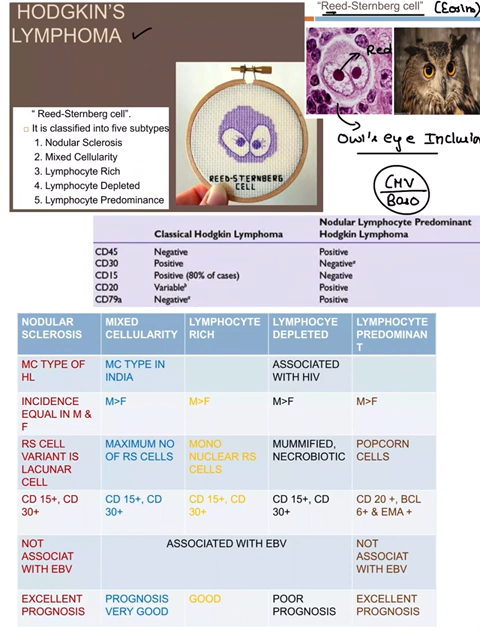 HODGKIN'S
LYMPHOMA
"Reed-Sternberg cell" (Eosino)
Red
Owl's eye Inclusion
CMV
Baso
" Reed-Sternberg cell".
It is classified into five subtypes
1. Nodular Sclerosis
2. Mixed Cellularity
3. Lymphocyte Rich
4. Lymphocyte Depleted
5. Lymphocyte Predominance
REED-STERNBERG
CELL
Classical Hodgkin Lymphoma Nodular Lymphocyte Predominant Hodgkin Lymphoma
CD45 Negative Positive
CD30 Positive Negativeᵃ
CD15 Positive (80% of cases) Negative
CD20 Variableᵇ Positive
CD79a Negativeᵃ Positive
NODULAR SCLEROSIS MIXED CELLULARITY LYMPHOCYTE RICH LYMPHOCYE DEPLETED LYMPHOCYTE PREDOMINAN T
MC TYPE OF HL MC TYPE IN INDIA ASSOCIATED WITH HIV
INCIDENCE EQUAL IN M & F M>F M>F M>F M>F
RS CELL VARIANT IS LACUNAR CELL MAXIMUM NO OF RS CELLS MONO NUCLEAR RS CELLS MUMMIFIED, NECROBIOTIC POPCORN CELLS
CD 15+, CD 30+ CD 15+, CD 30+ CD 15+, CD 30+ CD 15+, CD 30+ CD 20 +, BCL 6+ & EMA +
NOT ASSOCIAT WITH EBV ASSOCIATED WITH EBV NOT ASSOCIAT WITH EBV
EXCELLENT PROGNOSIS PROGNOSIS VERY GOOD GOOD POOR PROGNOSIS EXCELLENT PROGNOSIS